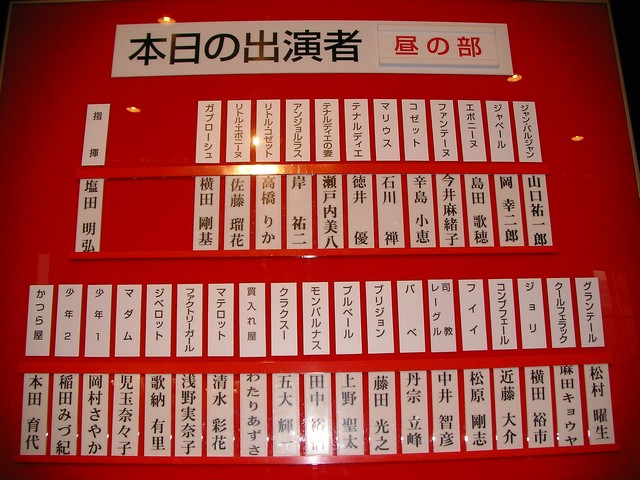 本日の出演者 昼の部
ジャン・バルジャン 山口祐一郎
ジャベール 岡 幸二郎
エポニーヌ 島田 歌穂
ファンテーヌ 今井麻緒子
コゼット 辛島 小恵
マリウス 石川 禅
テナルディエ 徳井 優
テナルディエの妻 瀬戸内美八
アンジョルラス 岸 祐二
リトル・コゼット 高橋 りか
リトル・エポニーヌ 佐藤 瑠花
ガブローシュ 横田 剛基
指揮 塩田 明弘
グランテール 松村 曜生
クールフェラック 麻田キョウヤ
ジョリ 横田 裕市
コンブフェール 近藤 大介
フイイ 松原 剛志
司教 レーグル 中井 智彦
バベ 丹宗 立峰
ブリジョン 藤田 光之
プルベール 上野 聖太
モンパルナス 田中
クラクスー 五大 輝一
買入れ屋 わたりあずさ
マテロット 清水 彩花
ファクトリーガール 浅野実奈子
ジベロット 歌納 有里
マダム 児玉奈々子
少年1 岡村さやか
少年2 稲田みづ紀
かつら屋 本田 育代